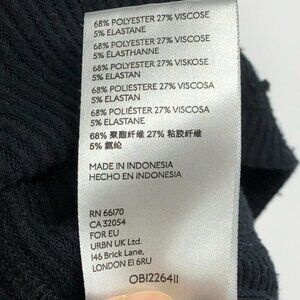 68% POLYESTER 27% VISCOSE
5% ELASTANE
68% POLYESTER 27% VISCOSE
5% ELASTHANNE
68% POLYESTER 27% VISKOSE
5% ELASTAN
68% POLIESTERE 27% VISCOSA
5% ELASTAN
68% POLIÉSTER 27% VISCOSA
5% ELASTANE
68% 聚酯纤维 27% 粘胶纤维
5% 氨纶
MADE IN INDONESIA
HECHO EN INDONESIA
RN 66170
CA 32054
FOR EU
URBN UK Ltd.
146 Brick Lane,
LONDON E1 6RU
OB1226411